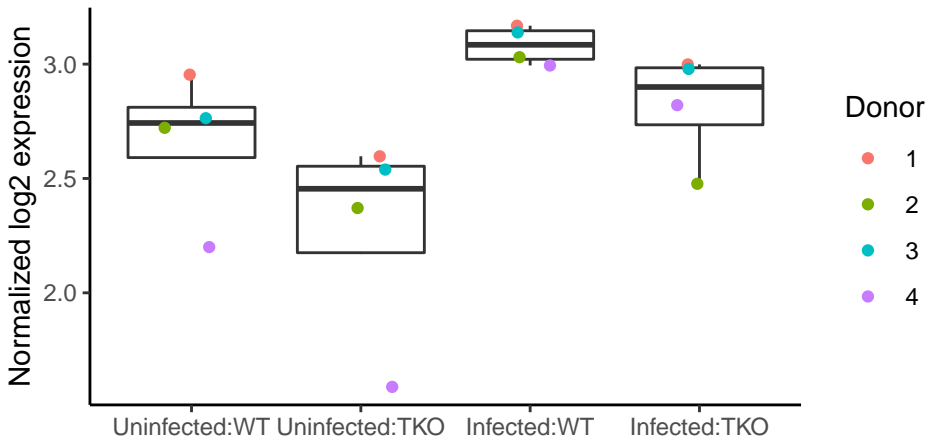 Normalized log2 expression
3.0
2.5
2.0
Uninfected:WT
Uninfected:TKO
Infected:WT
Infected:TKO
Donor
1
2
3
4